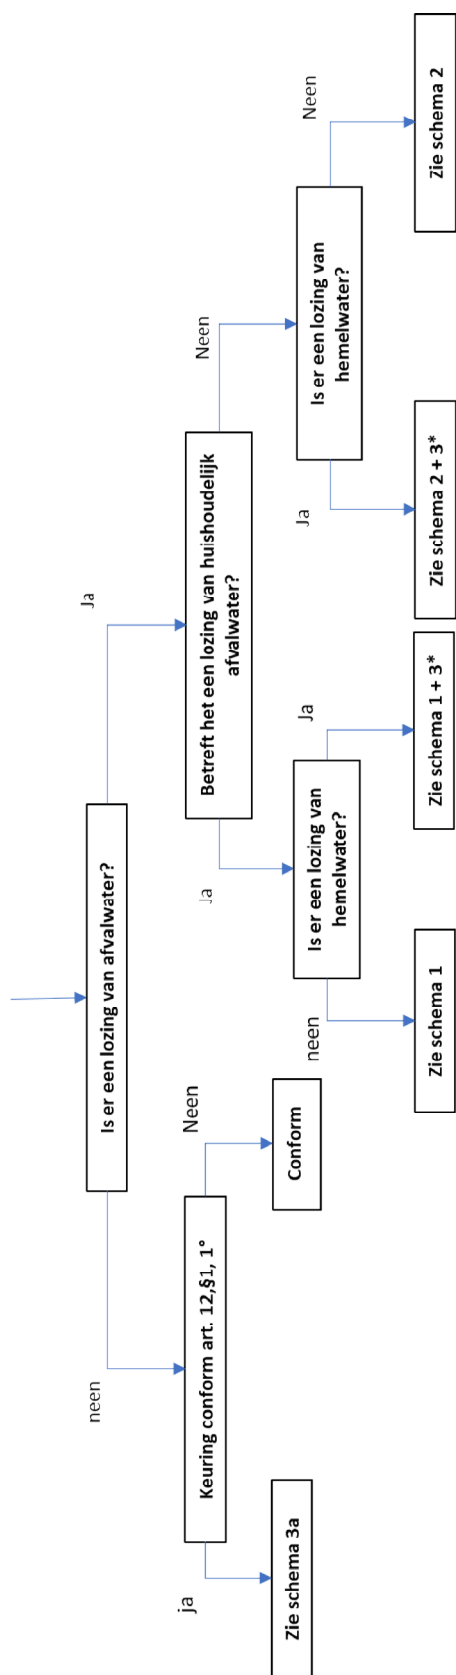 Is er een lozing van afvalwater?
neen
Ja
Keuring conform art. 12,§1, 1°
Betreft het een lozing van huishoudelijk
afvalwater?
ja
Neen
Ja
Neen
Zie schema 3a
Conform
Is er een lozing van
hemelwater?
Is er een lozing van
hemelwater?
neen
Ja
Ja
Neen
Zie schema 1
Zie schema 1 + 3*
Zie schema 2 + 3*
Zie schema 2